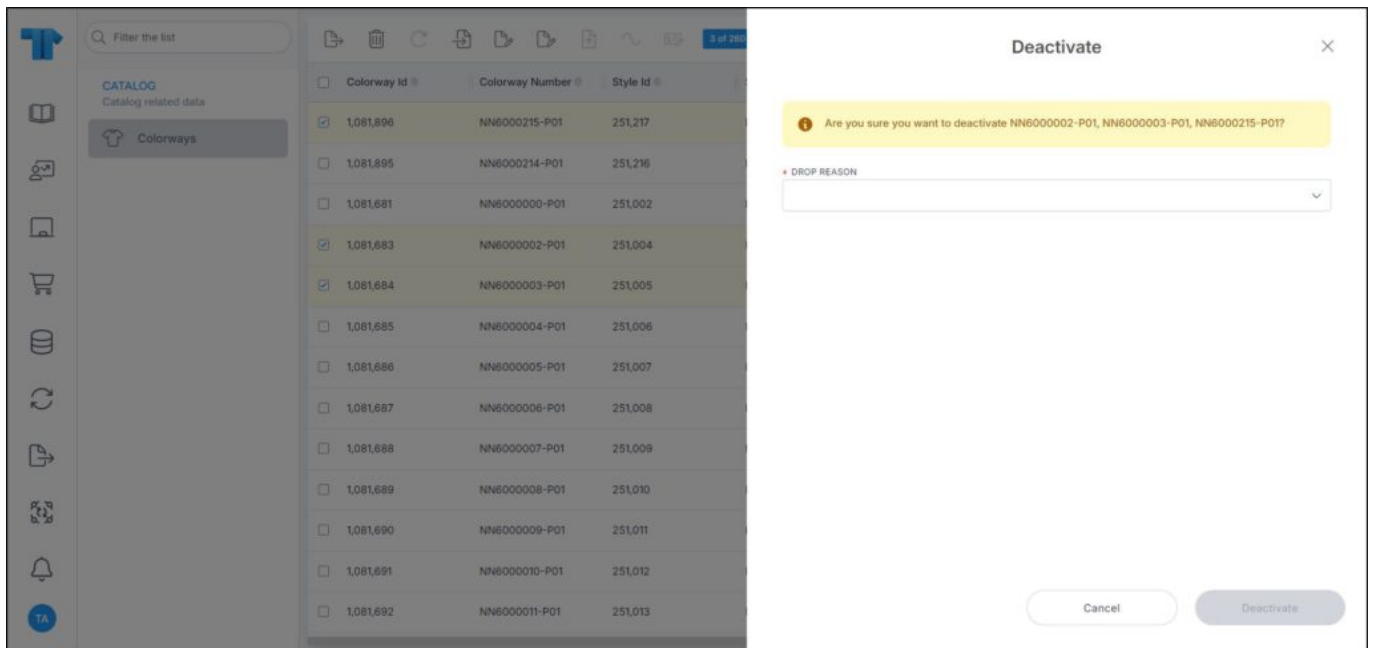 Filter the list
CATALOG
Catalog related data
Colorways
3 of 260
Colorway Id Colorway Number Style Id
1,081,896 NN6000215-P01 251,217
1,081,895 NN6000214-P01 251,216
1,081,681 NN6000000-P01 251,002
1,081,683 NN6000002-P01 251,004
1,081,684 NN6000003-P01 251,005
1,081,685 NN6000004-P01 251,006
1,081,686 NN6000005-P01 251,007
1,081,687 NN6000006-P01 251,008
1,081,688 NN6000007-P01 251,009
1,081,689 NN6000008-P01 251,010
1,081,690 NN6000009-P01 251,011
1,081,691 NN6000010-P01 251,012
1,081,692 NN6000011-P01 251,013
TA
Deactivate
Are you sure you want to deactivate NN6000002-P01, NN6000003-P01, NN6000215-P01?
* DROP REASON
Cancel Deactivate